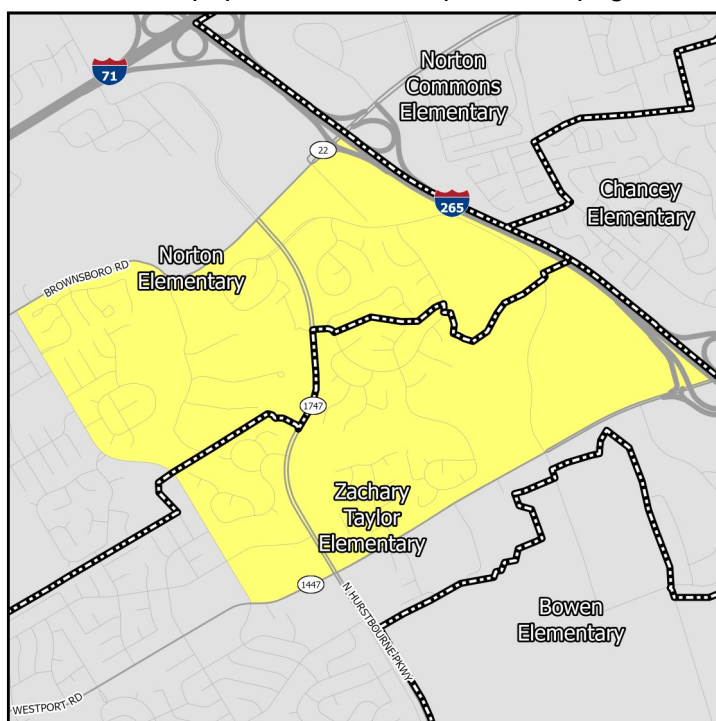 71
Norton
Commons
Elementary
22
265
Chancey
Elementary
Norton
Elementary
BROWNSBORO RD
1747
Zachary
Taylor
Elementary
1447
N HURSTBOURNE PKWY
Bowen
Elementary
WESTPORT RD